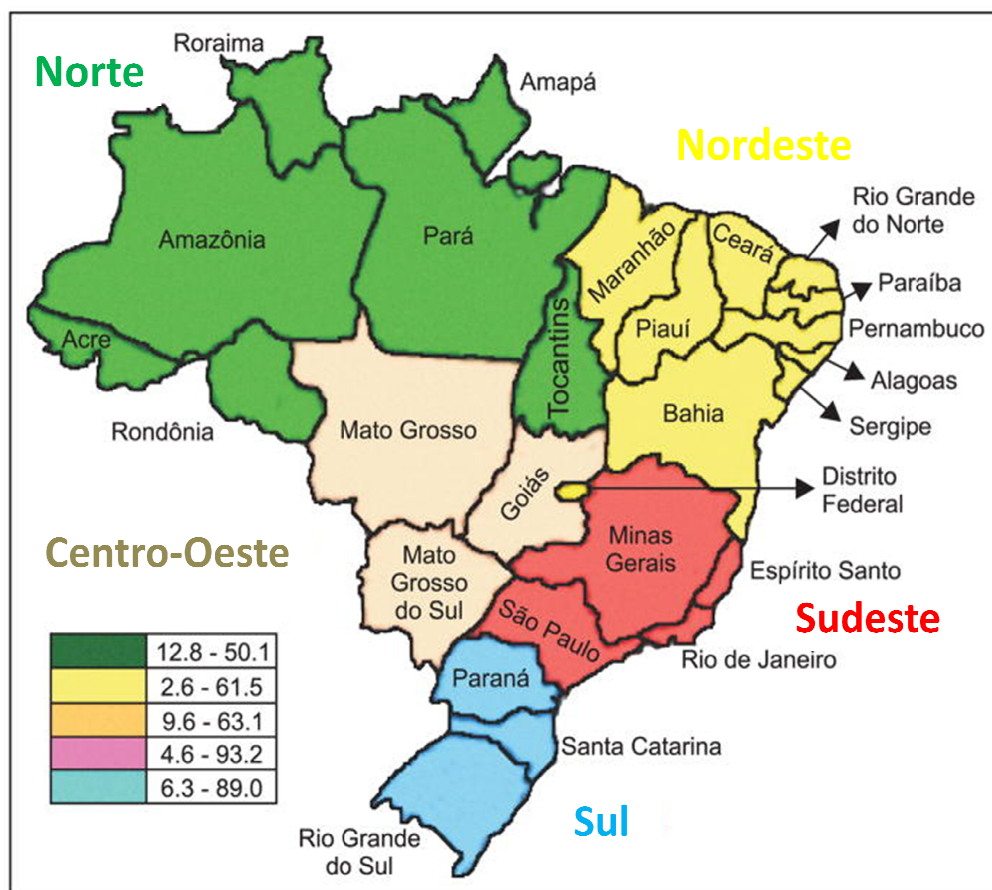 Norte
Roraima
Amapá
Nordeste
Rio Grande
do Norte
Ceará
Maranhão
Pará
Amazônia
Paraíba
Piauí
Pernambuco
Acre
Tocantins
Alagoas
Bahia
Sergipe
Rondônia
Mato Grosso
Goiás
Distrito
Federal
Centro-Oeste
Mato
Grosso
do Sul
Minas
Gerais
Espírito Santo
Sudeste
São Paulo
Rio de Janeiro
12.8 - 50.1
2.6 - 61.5
9.6 - 63.1
4.6 - 93.2
6.3 - 89.0
Paraná
Santa Catarina
Sul
Rio Grande
do Sul